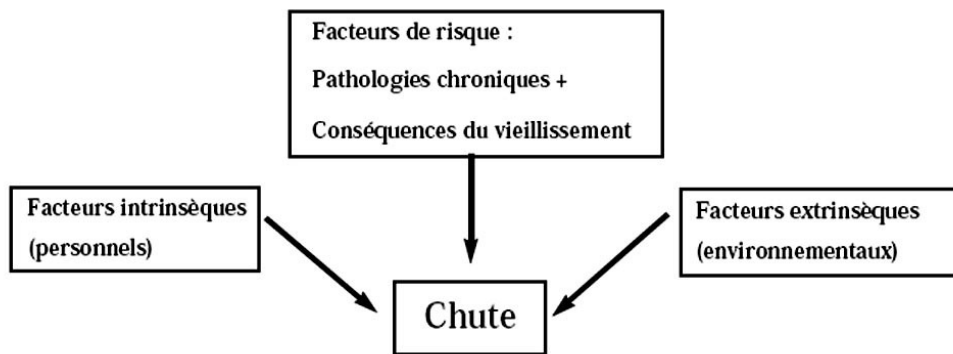 Facteurs de risque :
Pathologies chroniques +
Conséquences du vieillissement
Facteurs intrinsèques
(personnels)
Facteurs extrinsèques
(environnementaux)
Chute